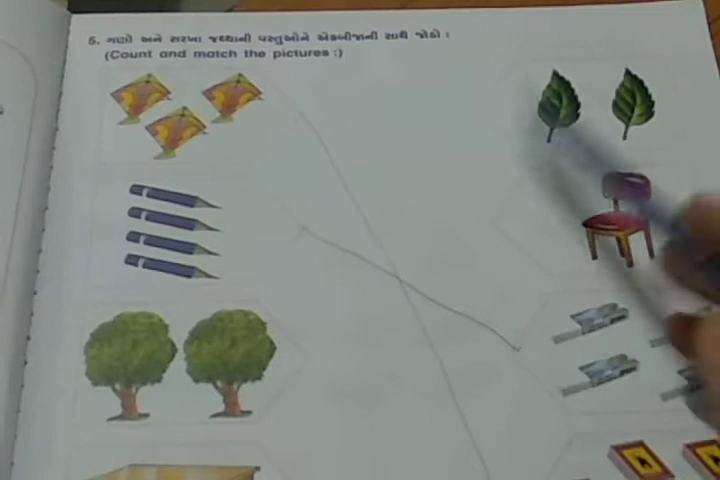 5. ગણો અને સરખા જથ્થાની વસ્તુઓને એકબીજાની સાથે જોડો :
(Count and match the pictures :)